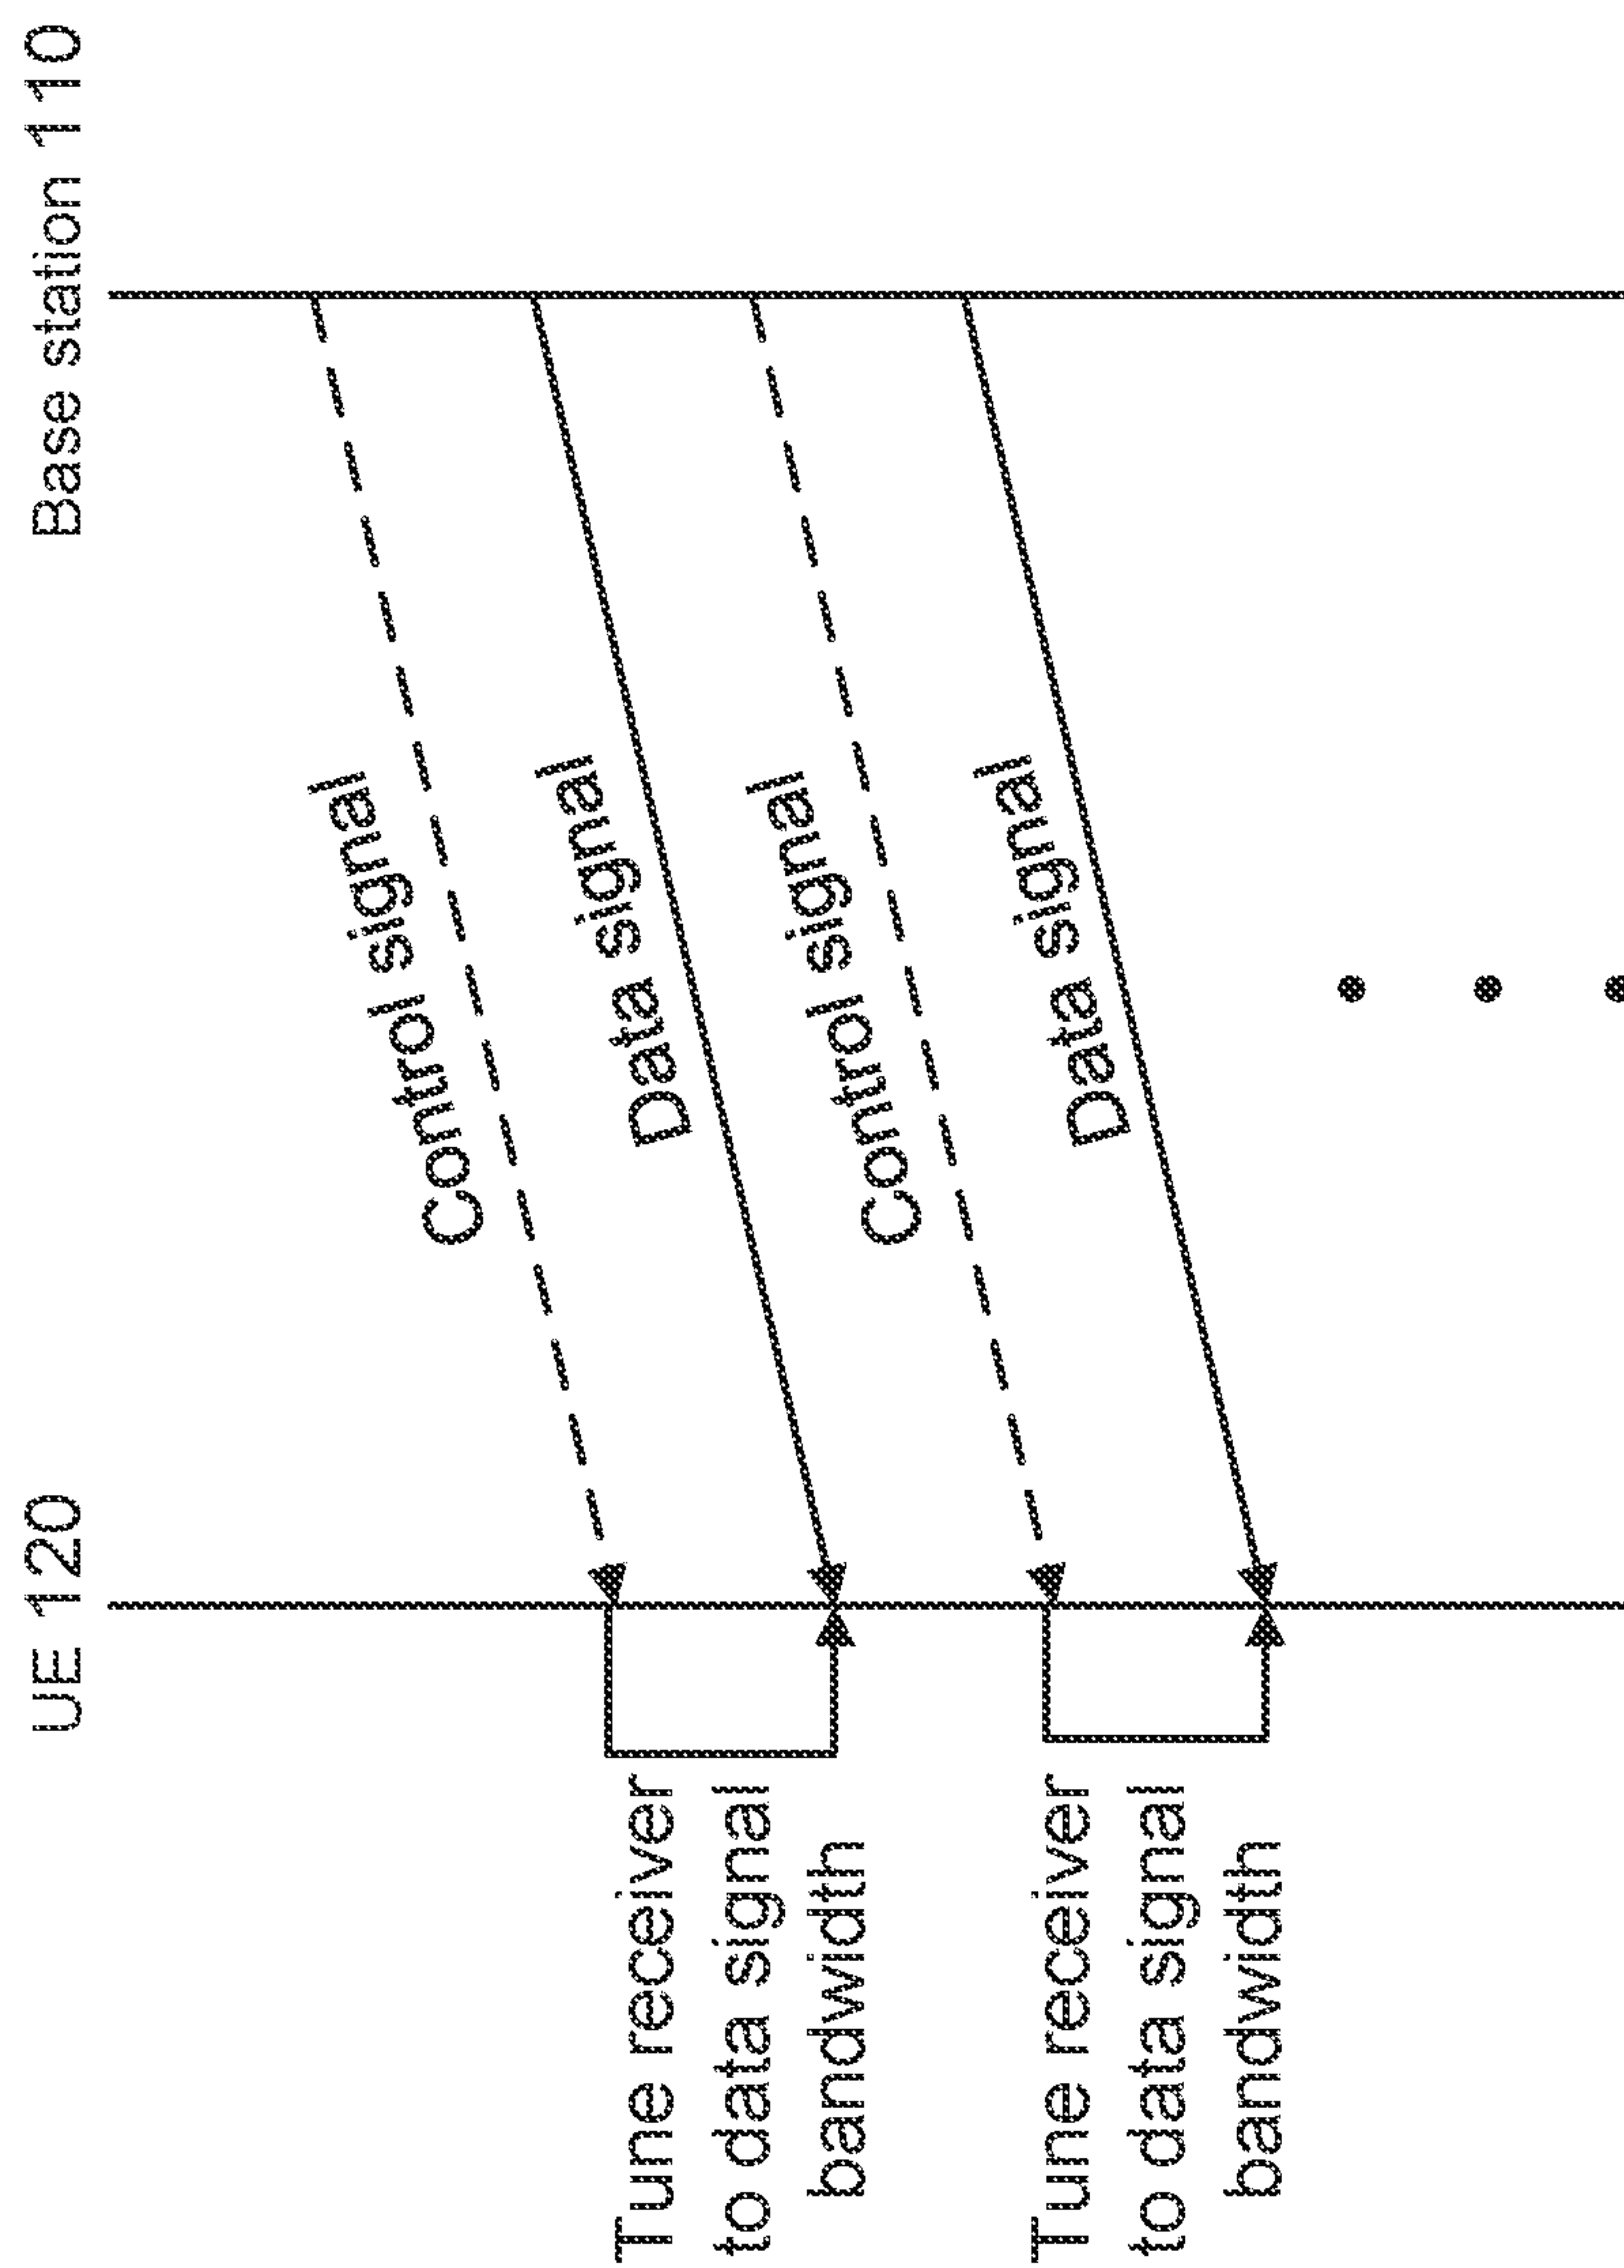 UE 120
Base station 110
Control signal
Data signal
Tune receiver
to data signal
bandwidth
Control signal
Data signal
Tune receiver
to data signal
bandwidth